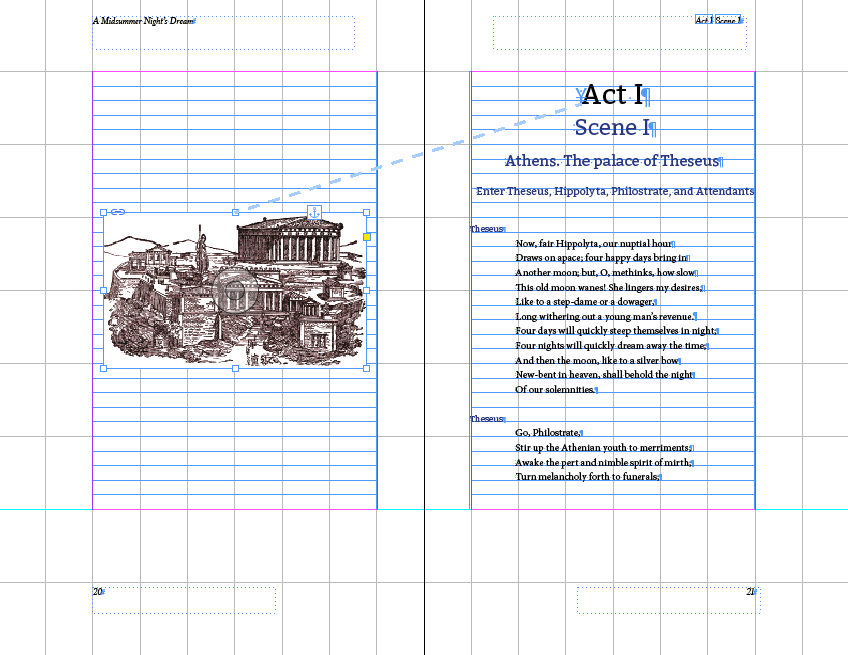 A Midsummer Night's Dream
Act I Scene I
Act I
Scene I
Athens. The palace of Theseus
Enter Theseus, Hippolyta, Philostrate, and Attendants
Theseus
Now, fair Hippolyta, our nuptial hour
Draws on apace; four happy days bring in
Another moon; but, O, methinks, how slow
This old moon wanes! She lingers my desires,
Like to a step-dame or a dowager,
Long withering out a young man's revenue.
Four days will quickly steep themselves in night;
Four nights will quickly dream away the time;
And then the moon, like to a silver bow
New-bent in heaven, shall behold the night
Of our solemnities.
Theseus
Go, Philostrate,
Stir up the Athenian youth to merriments;
Awake the pert and nimble spirit of mirth;
Turn melancholy forth to funerals;
20
21